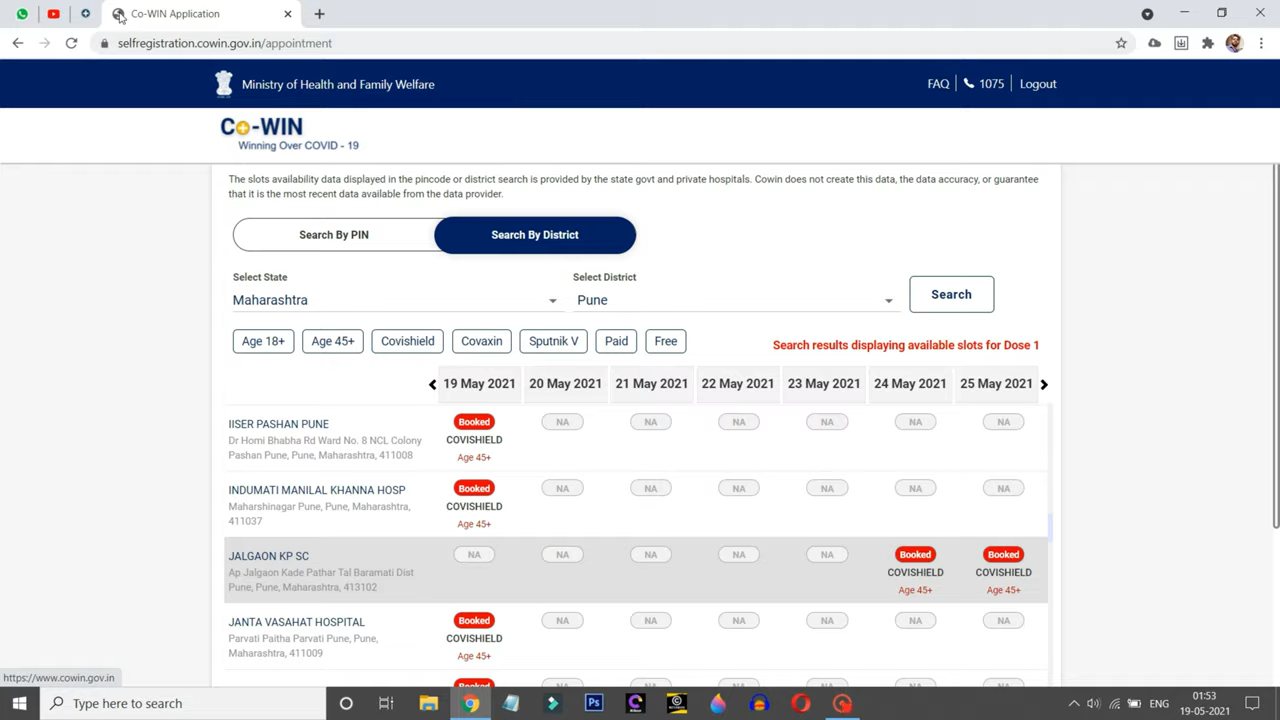 Co-WIN Application
selfregistration.cowin.gov.in/appointment
Ministry of Health and Family Welfare
FAQ
1075
Logout
Co-WIN
Winning Over COVID - 19
The slots availability data displayed in the pincode or district search is provided by the state govt and private hospitals. Cowin does not create this data, the data accuracy, or guarantee
that it is the most recent data available from the data provider.
Search By PIN
Search By District
Select State
Select District
Maharashtra
Pune
Search
Age 18+
Age 45+
Covishield
Covaxin
Sputnik V
Paid
Free
Search results displaying available slots for Dose 1
19 May 2021
20 May 2021
21 May 2021
22 May 2021
23 May 2021
24 May 2021
25 May 2021
IISER PASHAN PUNE
Dr Homi Bhabha Rd Ward No. 8 NCL Colony
Pashan Pune, Pune, Maharashtra, 411008
Booked
COVISHIELD
Age 45+
NA
NA
NA
NA
NA
NA
INDUMATI MANILAL KHANNA HOSP
Maharshinagar Pune, Pune, Maharashtra,
411037
Booked
COVISHIELD
Age 45+
NA
NA
NA
NA
NA
NA
JALGAON KP SC
Ap Jalgaon Kade Pathar Tal Baramati Dist
Pune, Pune, Maharashtra, 413102
NA
NA
NA
NA
NA
Booked
COVISHIELD
Age 45+
Booked
COVISHIELD
Age 45+
JANTA VASAHAT HOSPITAL
Parvati Paitha Parvati Pune, Pune,
Maharashtra, 411009
Booked
COVISHIELD
Age 45+
NA
NA
NA
NA
NA
NA
Booked
https://www.cowin.gov.in
Type here to search
Ps
ENG
01:53
19-05-2021